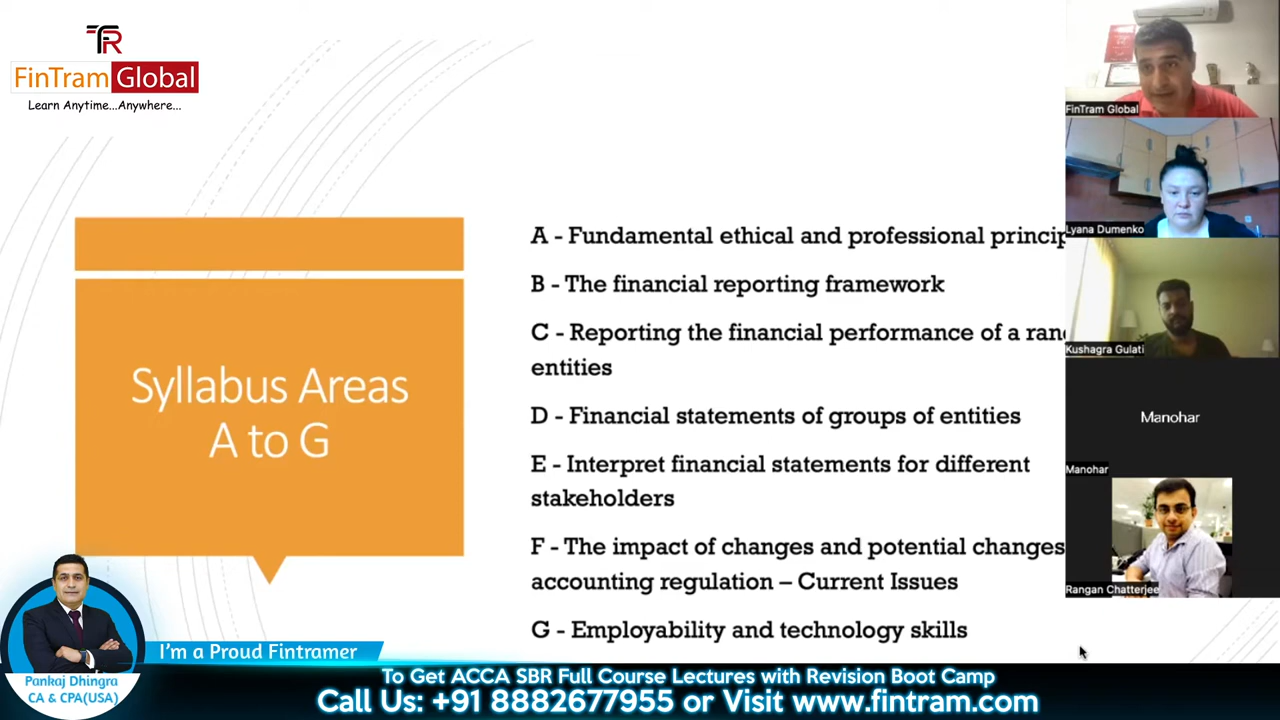 FR
FinTram Global
Learn Anytime...Anywhere...
Syllabus Areas
A to G
A - Fundamental ethical and professional
B - The financial reporting framework
C - Reporting the financial performance of a
entities
D - Financial statements of groups of entities
E - Interpret financial statements for different
stakeholders
F - The impact of changes and potential changes
accounting regulation – Current Issues
G - Employability and technology skills
FinTram Global
Lyana Dumenko
Kushagra Gulati
Manohar
Manohar
Rangan Chatterjee
I'm a Proud Fintramer
Pankaj Dhingra
CA & CPA(USA)
To Get ACCA SBR Full Course Lectures with Revision Boot Camp
Call Us: +91 8882677955 or Visit www.fintram.com